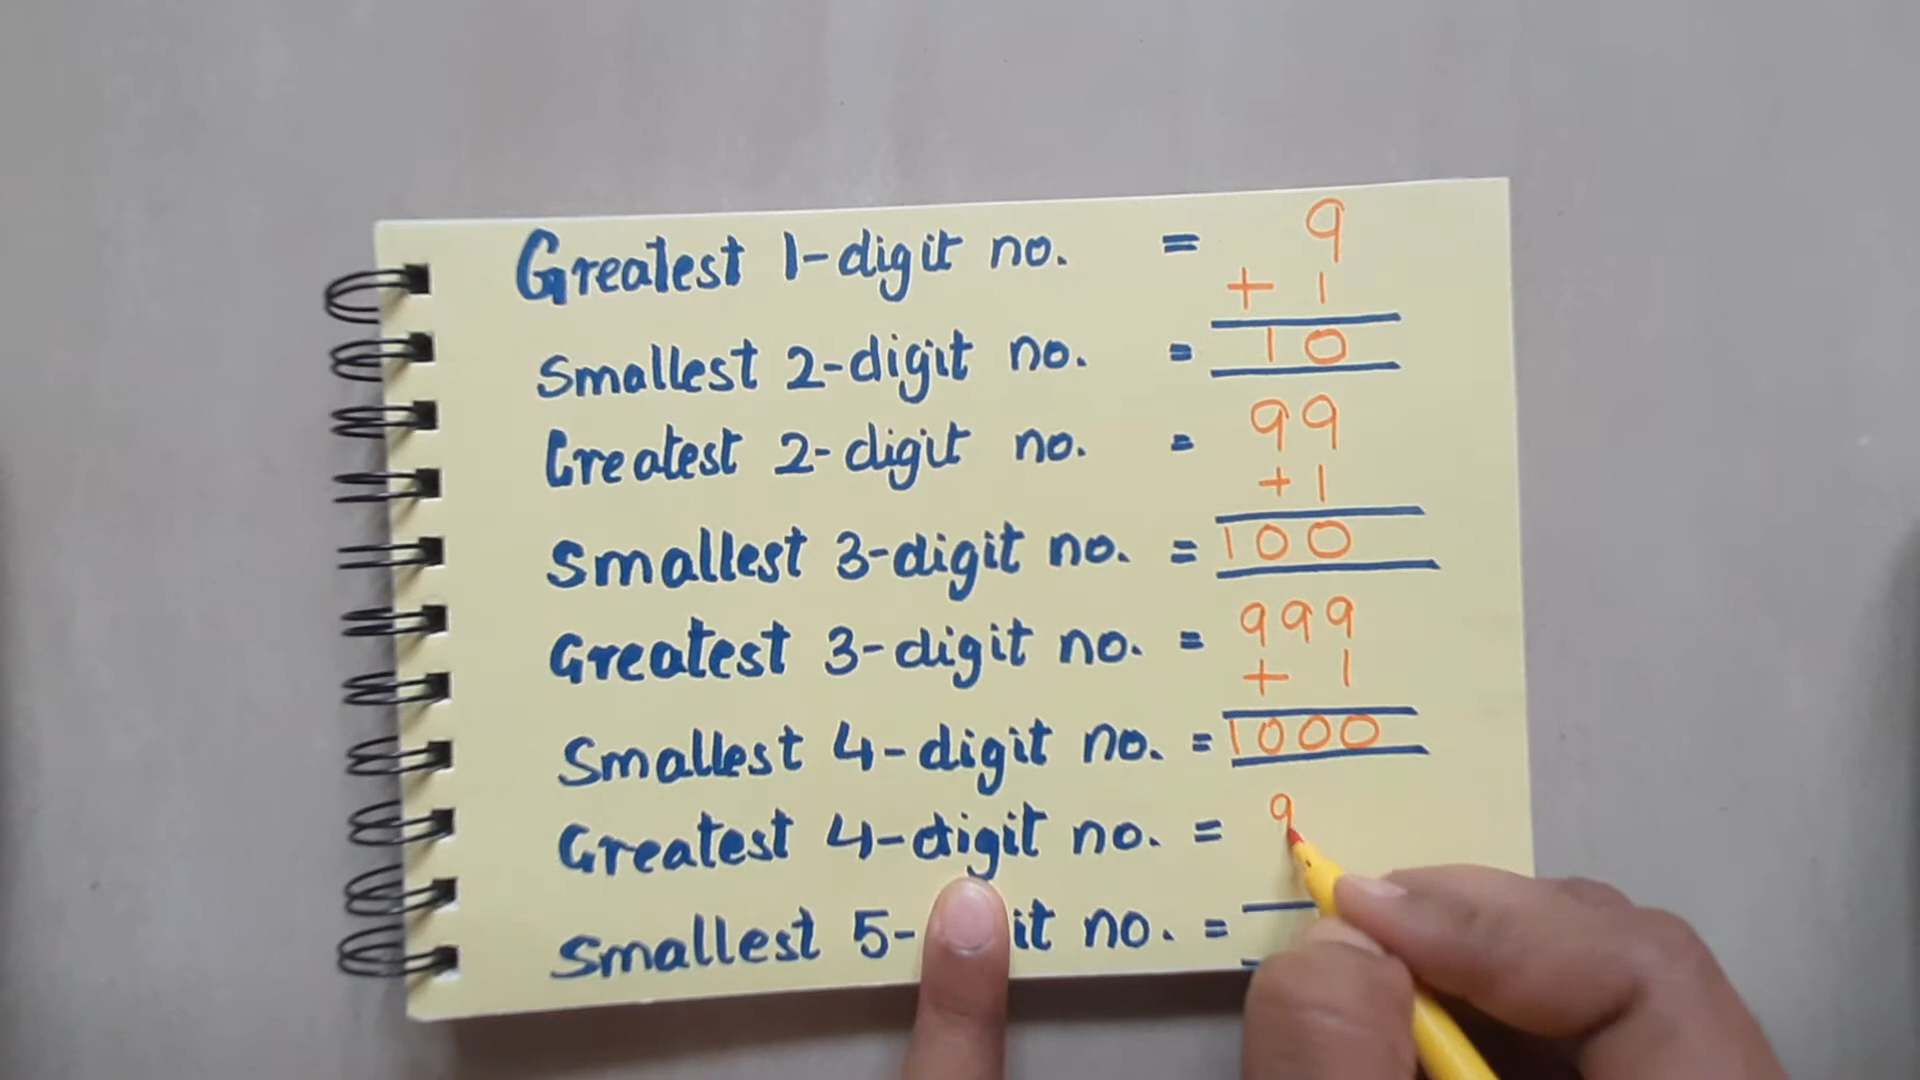 Greatest 1-digit no. = 9
+ 1
Smallest 2-digit no. = 10
Greatest 2-digit no. = 99
+ 1
Smallest 3-digit no. = 100
Greatest 3-digit no. = 999
+ 1
Smallest 4-digit no. = 1000
Greatest 4-digit no. = 9
Smallest 5- it no. =